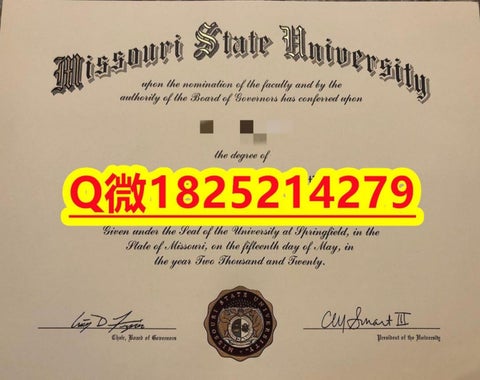 Missouri State University
upon the nomination of the faculty and by the
authority of the Board of Governors has conferred upon
the degree of
Q微1825214279
Given under the Seal of the University at Springfield, in the
State of Missouri, on the fifteenth day of May, in
the year Two Thousand and Twenty.
Chair, Board of Governors
President of the University